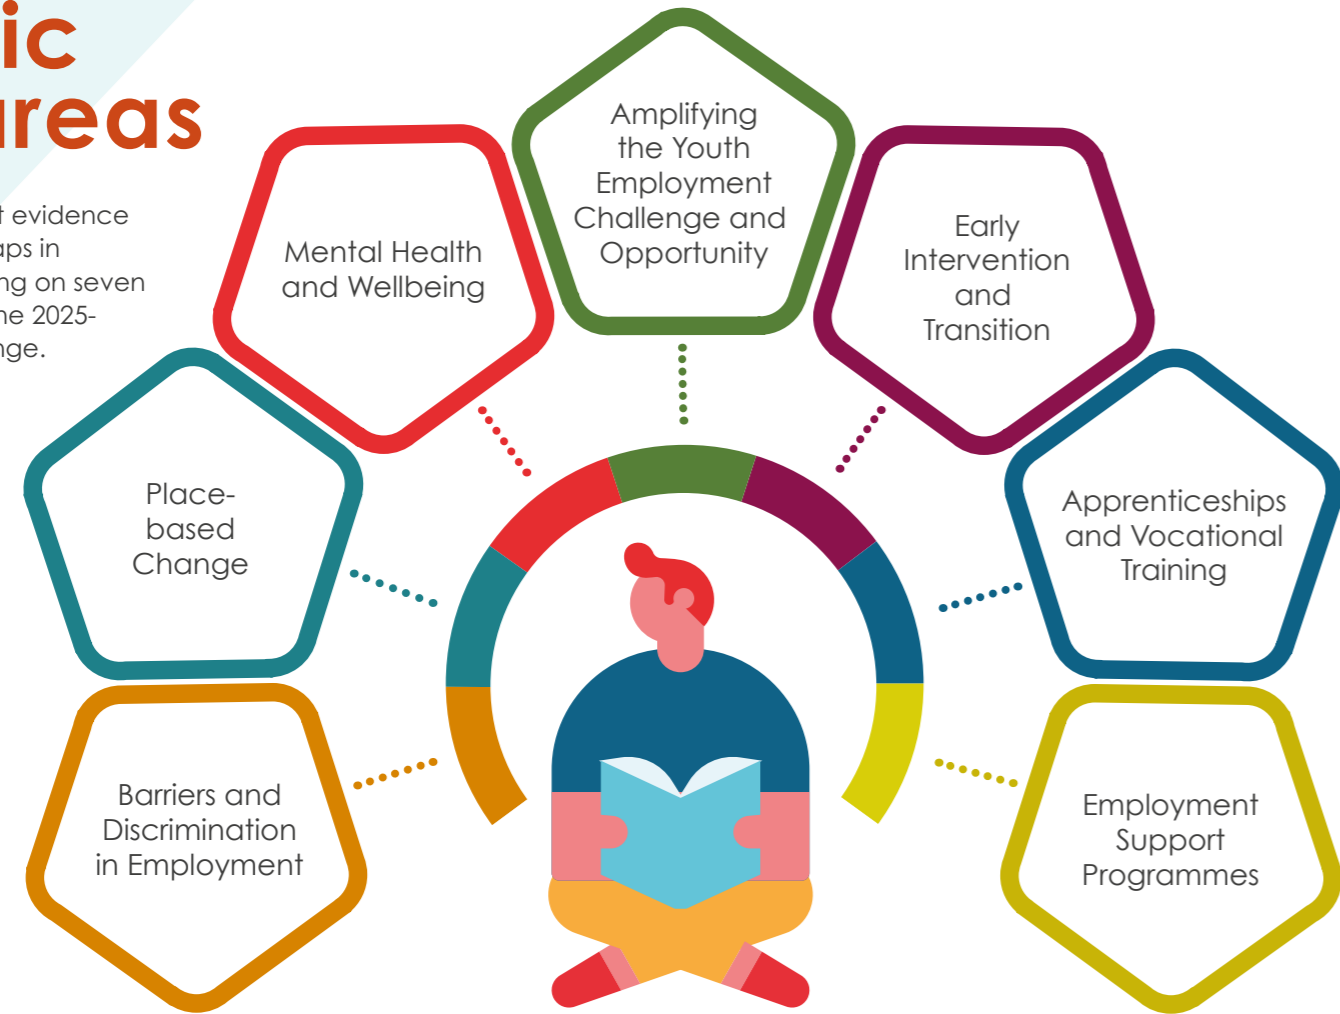 ic
areas
t evidence
aps in
ng on seven
he 2025-
nge.
Amplifying
the Youth
Employment
Challenge and
Opportunity
Mental Health
and Wellbeing
Early
Intervention
and
Transition
Place-
based
Change
Apprenticeships
and Vocational
Training
Barriers and
Discrimination
in Employment
Employment
Support
Programmes